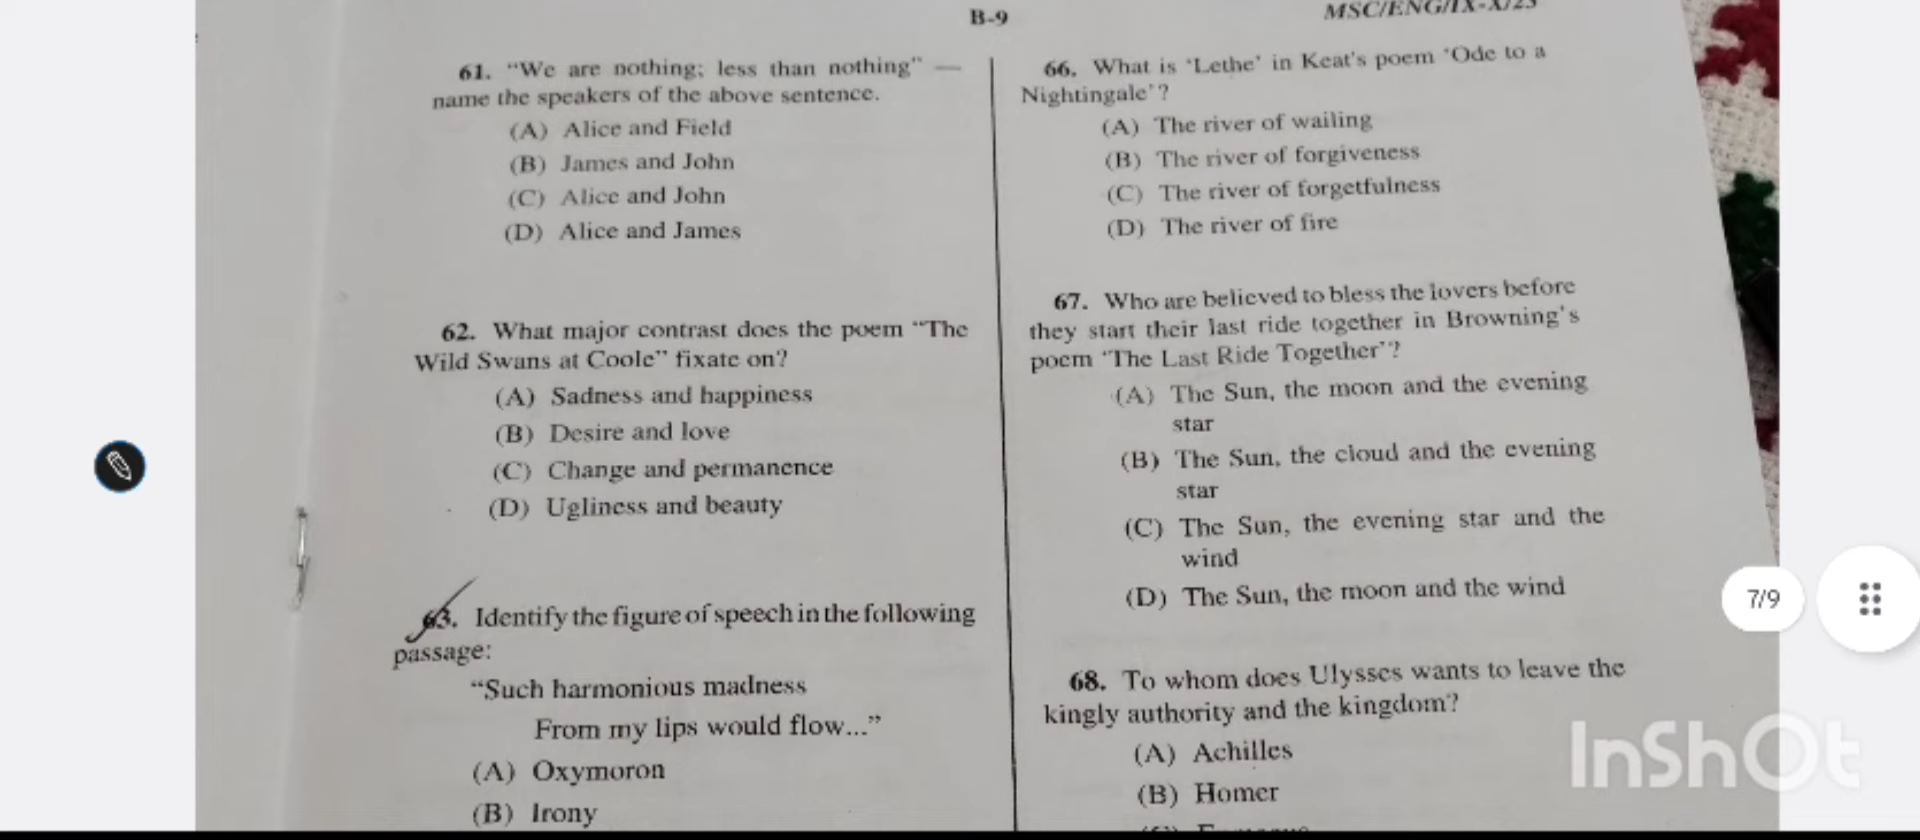 B-9
MSC/ENG/IX-X/23
61. "We are nothing; less than nothing" —
name the speakers of the above sentence.
(A) Alice and Field
(B) James and John
(C) Alice and John
(D) Alice and James
62. What major contrast does the poem "The
Wild Swans at Coole" fixate on?
(A) Sadness and happiness
(B) Desire and love
(C) Change and permanence
(D) Ugliness and beauty
63. Identify the figure of speech in the following
passage:
"Such harmonious madness
From my lips would flow..."
(A) Oxymoron
(B) Irony
66. What is 'Lethe' in Keat's poem 'Ode to a
Nightingale'?
(A) The river of wailing
(B) The river of forgiveness
(C) The river of forgetfulness
(D) The river of fire
67. Who are believed to bless the lovers before
they start their last ride together in Browning's
poem 'The Last Ride Together'?
(A) The Sun, the moon and the evening
star
(B) The Sun, the cloud and the evening
star
(C) The Sun, the evening star and the
wind
(D) The Sun, the moon and the wind
68. To whom does Ulysses wants to leave the
kingly authority and the kingdom?
(A) Achilles
(B) Homer
7/9
InShOt